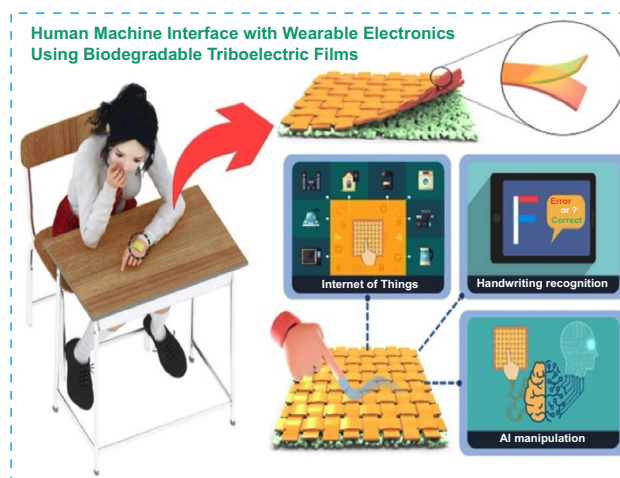 Human Machine Interface with Wearable Electronics
Using Biodegradable Triboelectric Films
Internet of Things
Error
or ?
Correct
Handwriting recognition
AI manipulation